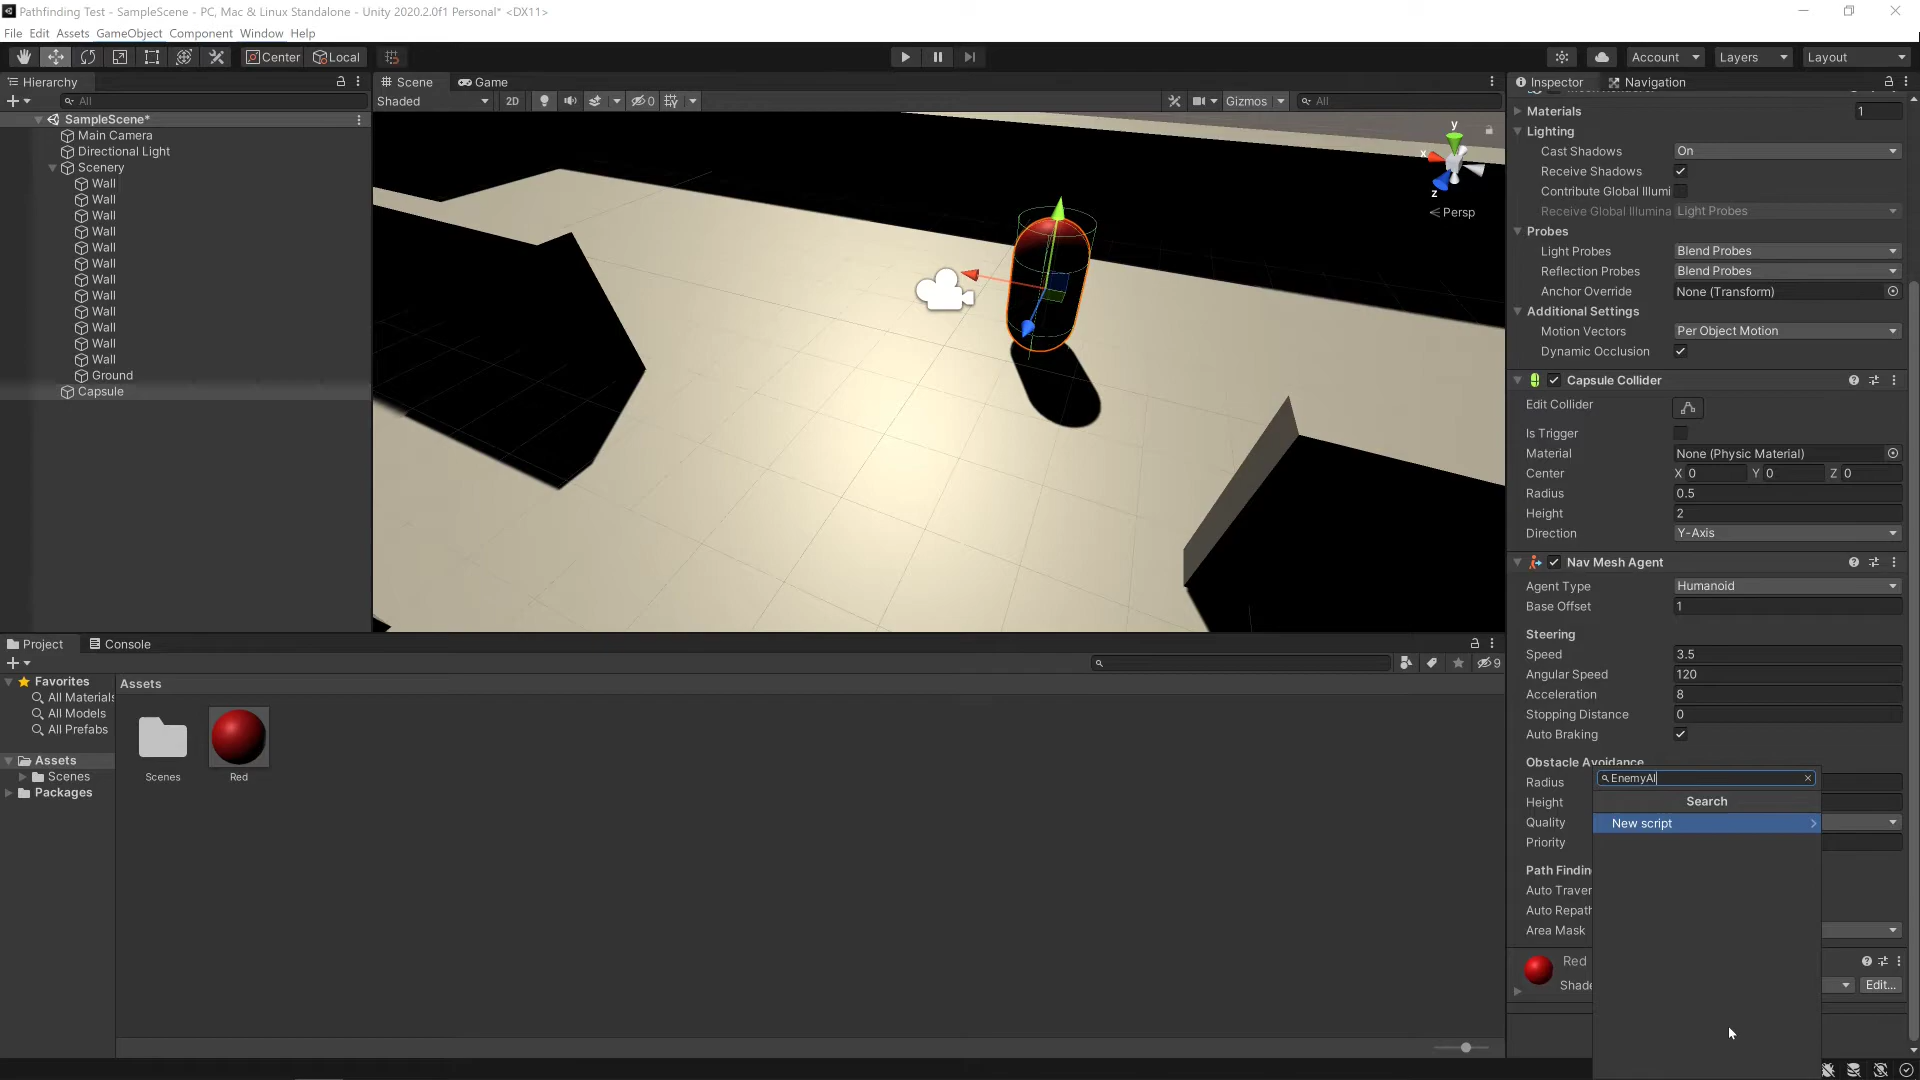 Pathfinding Test - SampleScene - PC, Mac & Linux Standalone - Unity 2020.2.0f1 Personal* <DX11>
File Edit Assets GameObject Component Window Help
Center Local Account Layers Layout
Hierarchy
All
SampleScene*
Main Camera
Directional Light
Scenery
Wall
Wall
Wall
Wall
Wall
Wall
Wall
Wall
Wall
Wall
Wall
Wall
Ground
Capsule
Scene Game
Shaded 2D 0 Gizmos All
y
x
z
Persp
Inspector Navigation
Materials 1
Lighting
Cast Shadows On
Receive Shadows
Contribute Global Illumi
Receive Global Illumina Light Probes
Probes
Light Probes Blend Probes
Reflection Probes Blend Probes
Anchor Override None (Transform)
Additional Settings
Motion Vectors Per Object Motion
Dynamic Occlusion
Capsule Collider
Edit Collider
Is Trigger
Material None (Physic Material)
Center X 0 Y 0 Z 0
Radius 0.5
Height 2
Direction Y-Axis
Nav Mesh Agent
Agent Type Humanoid
Base Offset 1
Steering
Speed 3.5
Angular Speed 120
Acceleration 8
Stopping Distance 0
Auto Braking
Obstacle Avoidance
Radius
Height
Quality
Priority
Path Findin
Auto Traver
Auto Repath
Area Mask
Red
Shade
Edit...
EnemyAI
Search
New script
Project Console
9
Favorites
All Materials
All Models
All Prefabs
Assets
Scenes
Packages
Assets
Scenes
Red